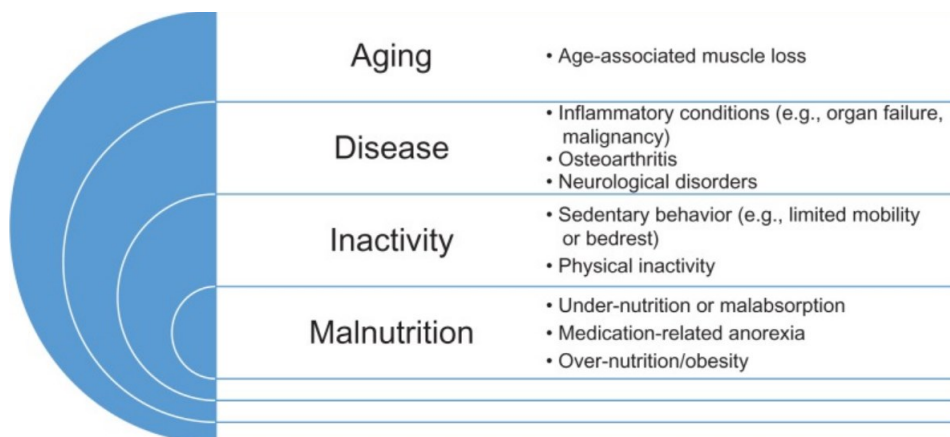 Aging
• Age-associated muscle loss
Disease
• Inflammatory conditions (e.g., organ failure,
malignancy)
• Osteoarthritis
• Neurological disorders
Inactivity
• Sedentary behavior (e.g., limited mobility
or bedrest)
• Physical inactivity
Malnutrition
• Under-nutrition or malabsorption
• Medication-related anorexia
• Over-nutrition/obesity